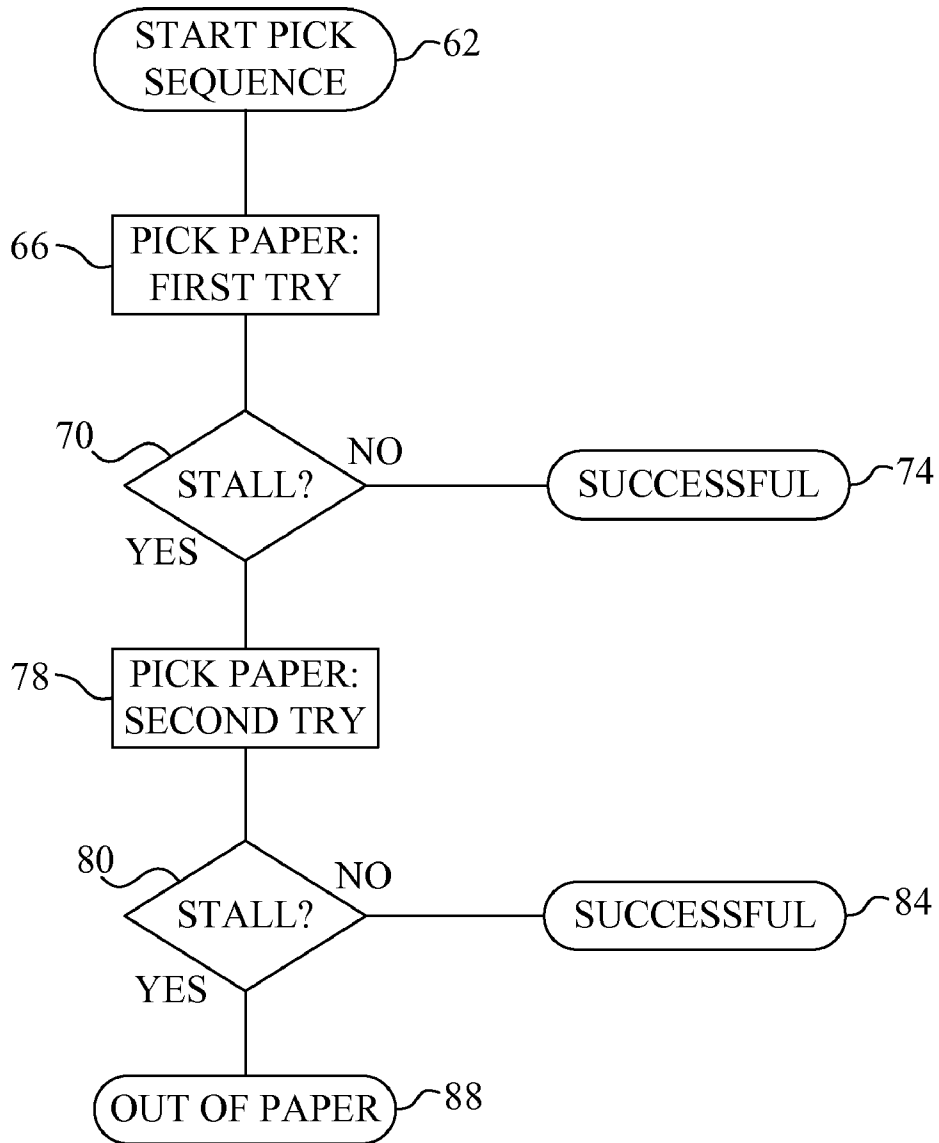 START PICK
SEQUENCE
62
66
PICK PAPER:
FIRST TRY
70
STALL?
NO
SUCCESSFUL
74
YES
78
PICK PAPER:
SECOND TRY
80
STALL?
NO
SUCCESSFUL
84
YES
OUT OF PAPER
88